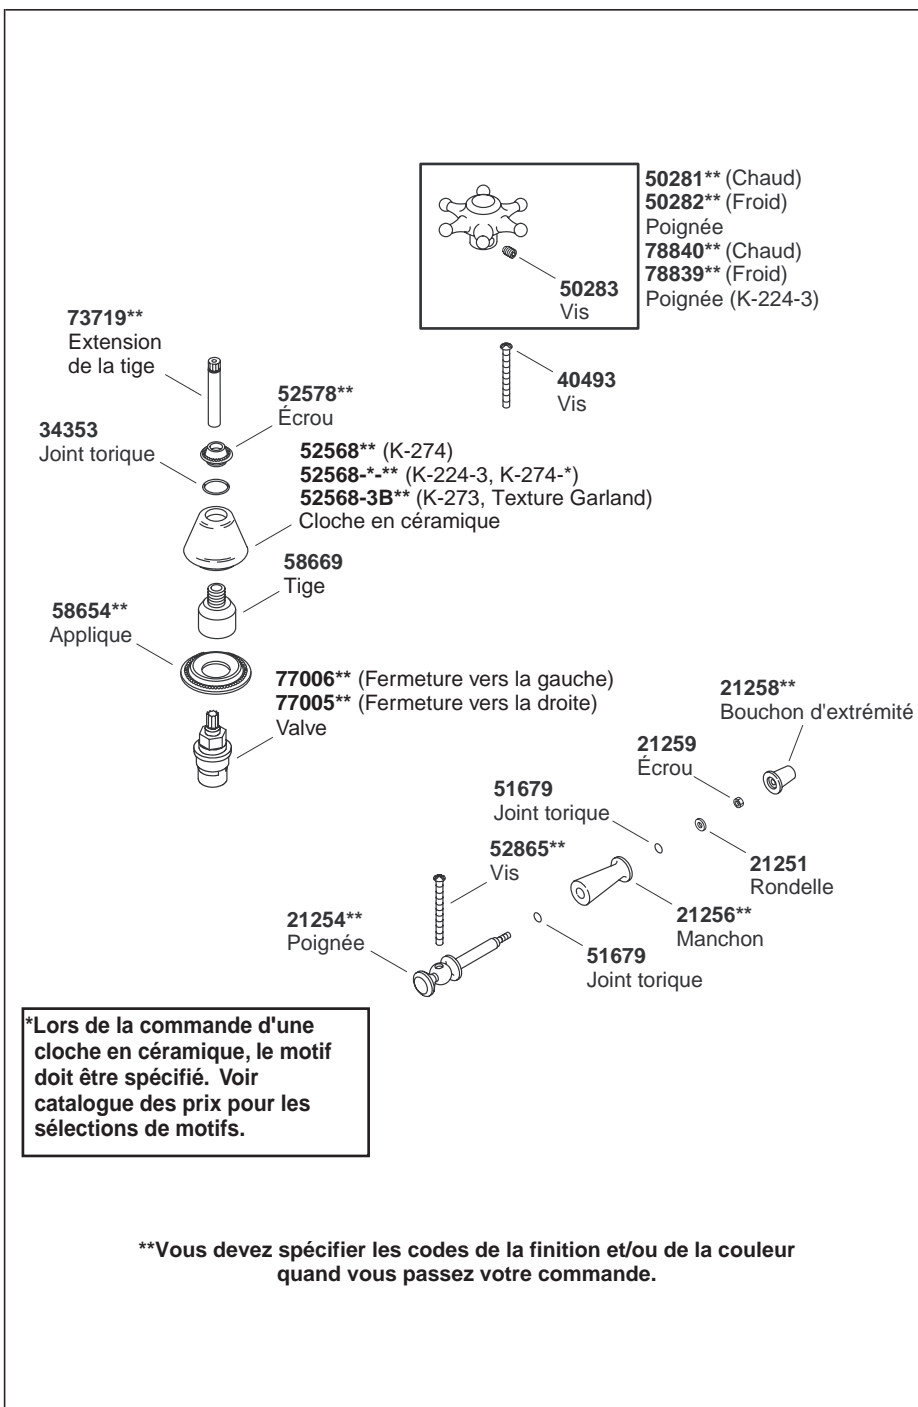 50281** (Chaud)
50282** (Froid)
Poignée
78840** (Chaud)
78839** (Froid)
Poignée (K-224-3)
50283
Vis
73719**
Extension
de la tige
40493
Vis
52578**
Écrou
34353
Joint torique
52568** (K-274)
52568-*-** (K-224-3, K-274-*)
52568-3B** (K-273, Texture Garland)
Cloche en céramique
58669
Tige
58654**
Applique
77006** (Fermeture vers la gauche)
77005** (Fermeture vers la droite)
Valve
21258**
Bouchon d'extrémité
21259
Écrou
51679
Joint torique
52865**
Vis
21251
Rondelle
21254**
Poignée
21256**
Manchon
51679
Joint torique
*Lors de la commande d'une
cloche en céramique, le motif
doit être spécifié. Voir
catalogue des prix pour les
sélections de motifs.
**Vous devez spécifier les codes de la finition et/ou de la couleur
quand vous passez votre commande.